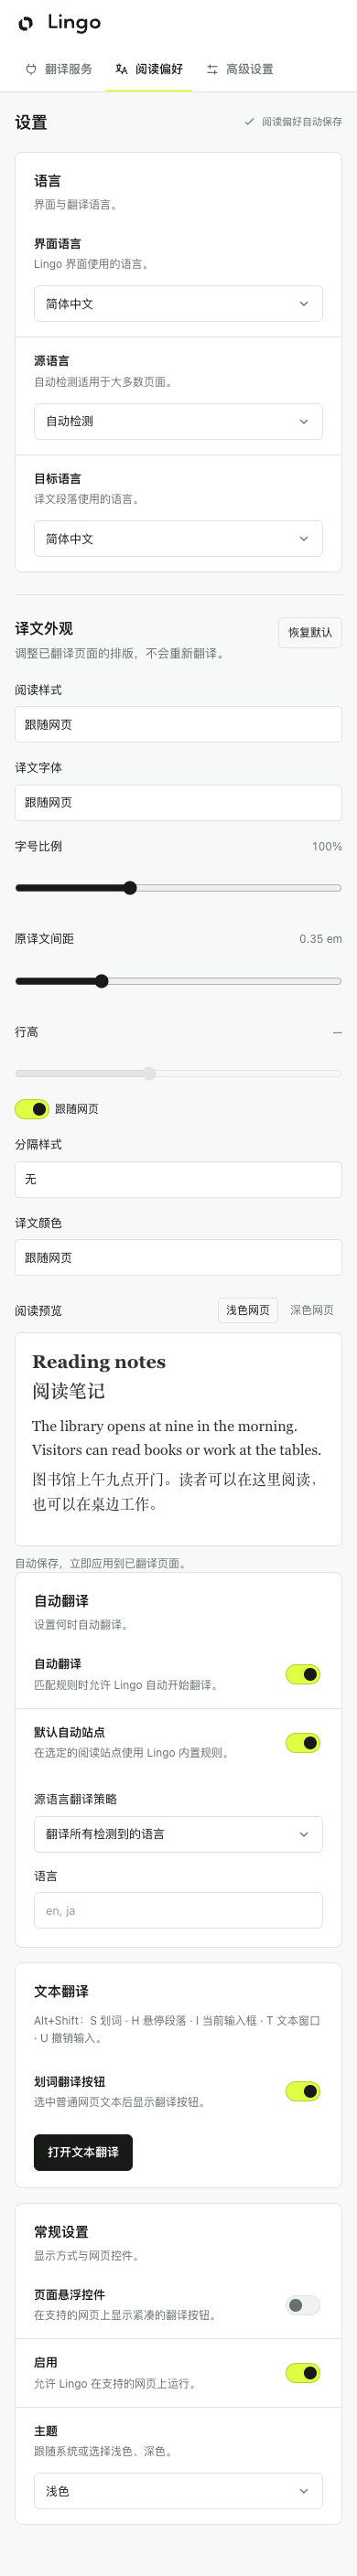 Lingo
翻译服务
阅读偏好
高级设置
设置
阅读偏好自动保存
语言
界面与翻译语言。
界面语言
Lingo 界面使用的语言。
简体中文
源语言
自动检测适用于大多数页面。
自动检测
目标语言
译文段落使用的语言。
简体中文
译文外观
恢复默认
调整已翻译页面的排版，不会重新翻译。
阅读样式
跟随网页
译文字体
跟随网页
字号比例
100%
原译文间距
0.35 em
行高
—
跟随网页
分隔样式
无
译文颜色
跟随网页
阅读预览
浅色网页
深色网页
Reading notes
阅读笔记
The library opens at nine in the morning.
Visitors can read books or work at the tables.
图书馆上午九点开门。读者可以在这里阅读，
也可以在桌边工作。
自动保存，立即应用到已翻译页面。
自动翻译
设置何时自动翻译。
自动翻译
匹配规则时允许 Lingo 自动开始翻译。
默认自动站点
在选定的阅读站点使用 Lingo 内置规则。
源语言翻译策略
翻译所有检测到的语言
语言
en, ja
文本翻译
Alt+Shift：S 划词 · H 悬停段落 · I 当前输入框 · T 文本窗口
· U 撤销输入。
划词翻译按钮
选中普通网页文本后显示翻译按钮。
打开文本翻译
常规设置
显示方式与网页控件。
页面悬浮控件
在支持的网页上显示紧凑的翻译按钮。
启用
允许 Lingo 在支持的网页上运行。
主题
跟随系统或选择浅色、深色。
浅色